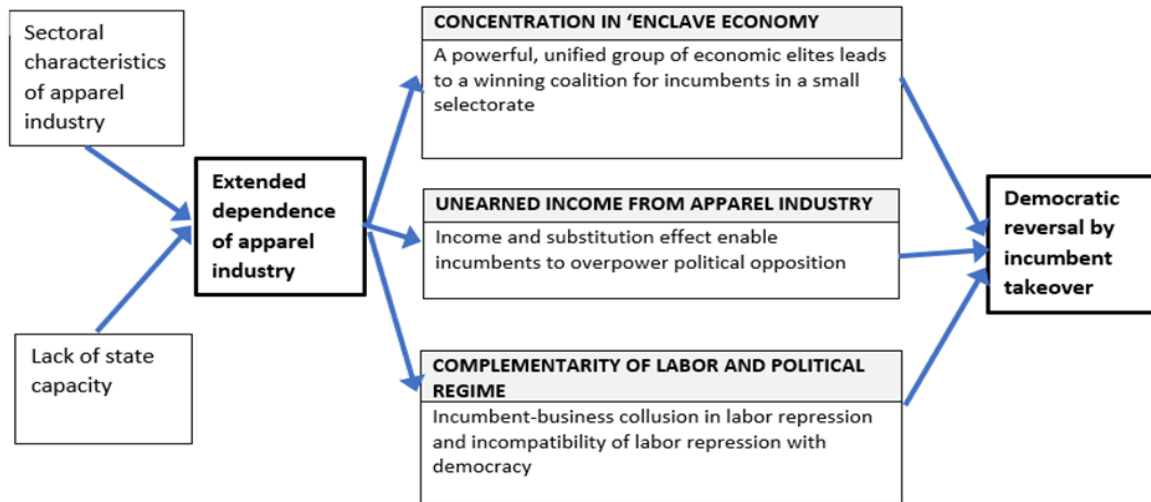 Sectoral
characteristics
of apparel
industry
Lack of state
capacity
Extended
dependence
of apparel
industry
CONCENTRATION IN ‘ENCLAVE ECONOMY
A powerful, unified group of economic elites leads
to a winning coalition for incumbents in a small
selectorate
UNEARNED INCOME FROM APPAREL INDUSTRY
Income and substitution effect enable
incumbents to overpower political opposition
COMPLEMENTARITY OF LABOR AND POLITICAL
REGIME
Incumbent-business collusion in labor repression
and incompatibility of labor repression with
democracy
Democratic
reversal by
incumbent
takeover